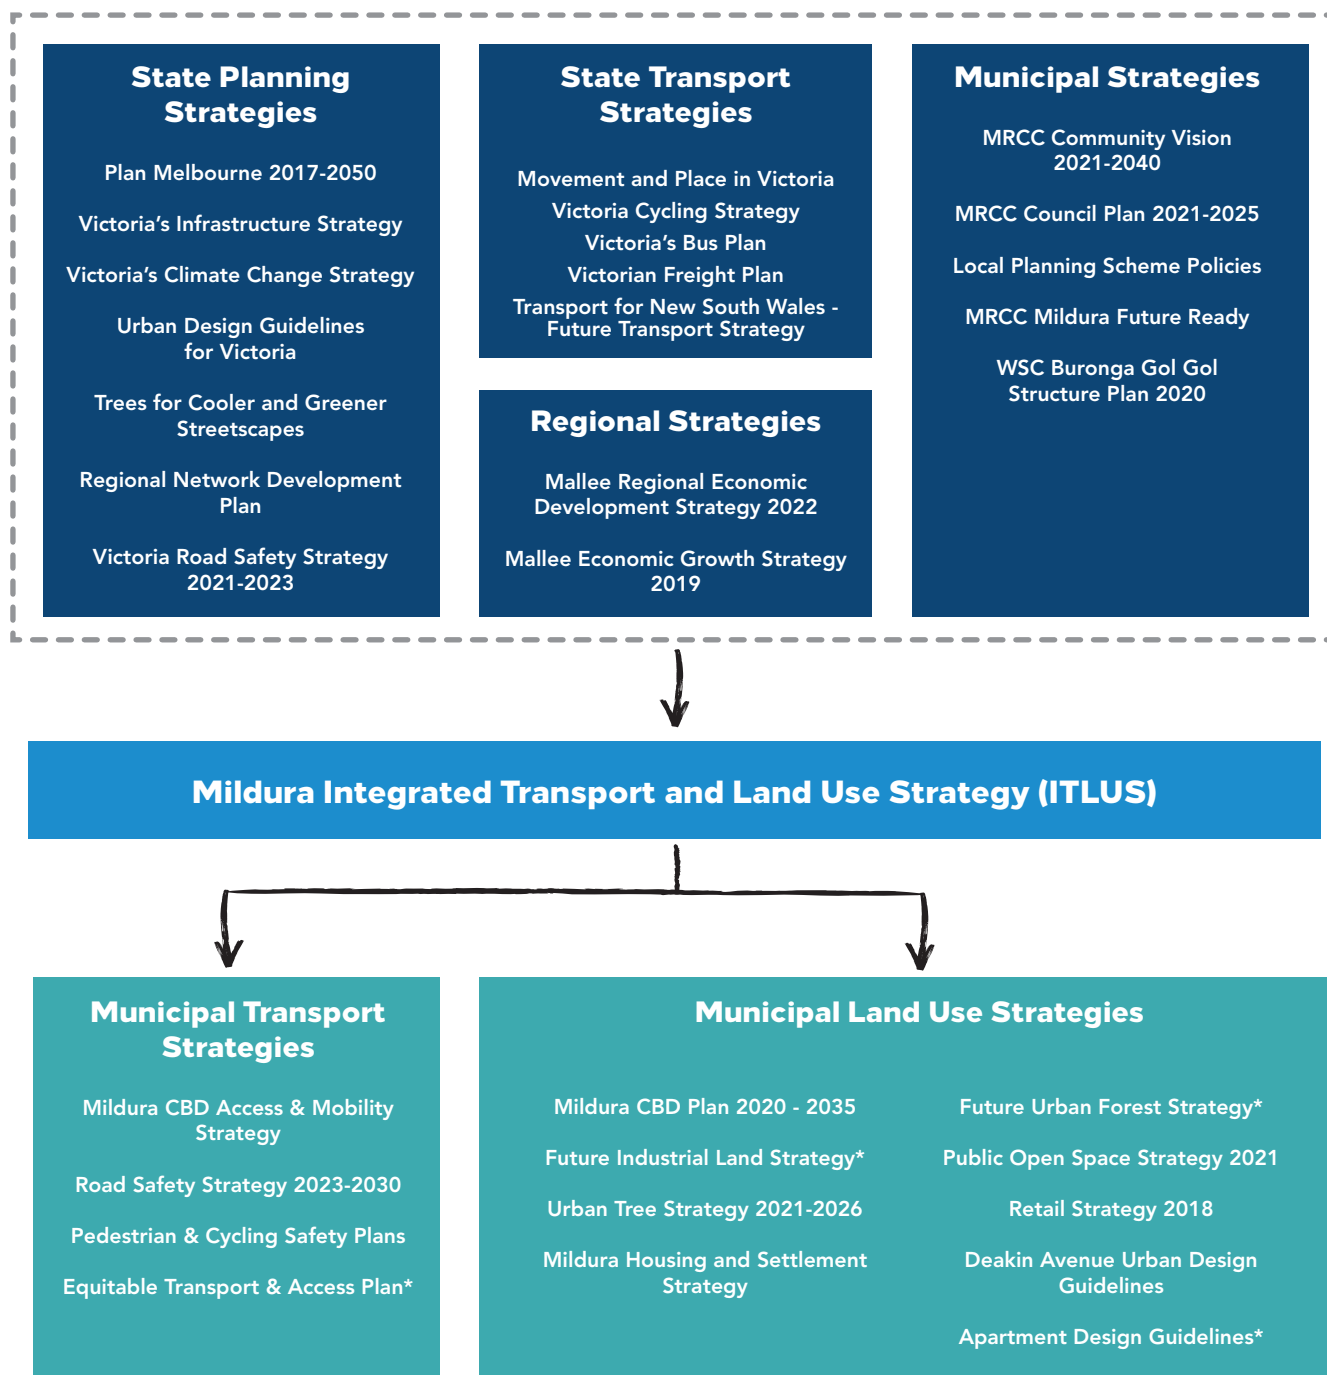 State Planning
Strategies
Plan Melbourne 2017-2050
Victoria’s Infrastructure Strategy
Victoria’s Climate Change Strategy
Urban Design Guidelines
for Victoria
Trees for Cooler and Greener
Streetscapes
Regional Network Development
Plan
Victoria Road Safety Strategy
2021-2023
State Transport
Strategies
Movement and Place in Victoria
Victoria Cycling Strategy
Victoria’s Bus Plan
Victorian Freight Plan
Transport for New South Wales -
Future Transport Strategy
Regional Strategies
Mallee Regional Economic
Development Strategy 2022
Mallee Economic Growth Strategy
2019
Municipal Strategies
MRCC Community Vision
2021-2040
MRCC Council Plan 2021-2025
Local Planning Scheme Policies
MRCC Mildura Future Ready
WSC Buronga Gol Gol
Structure Plan 2020
Mildura Integrated Transport and Land Use Strategy (ITLUS)
Municipal Transport
Strategies
Mildura CBD Access & Mobility
Strategy
Road Safety Strategy 2023-2030
Pedestrian & Cycling Safety Plans
Equitable Transport & Access Plan*
Municipal Land Use Strategies
Mildura CBD Plan 2020 - 2035
Future Industrial Land Strategy*
Urban Tree Strategy 2021-2026
Mildura Housing and Settlement
Strategy
Future Urban Forest Strategy*
Public Open Space Strategy 2021
Retail Strategy 2018
Deakin Avenue Urban Design
Guidelines
Apartment Design Guidelines*